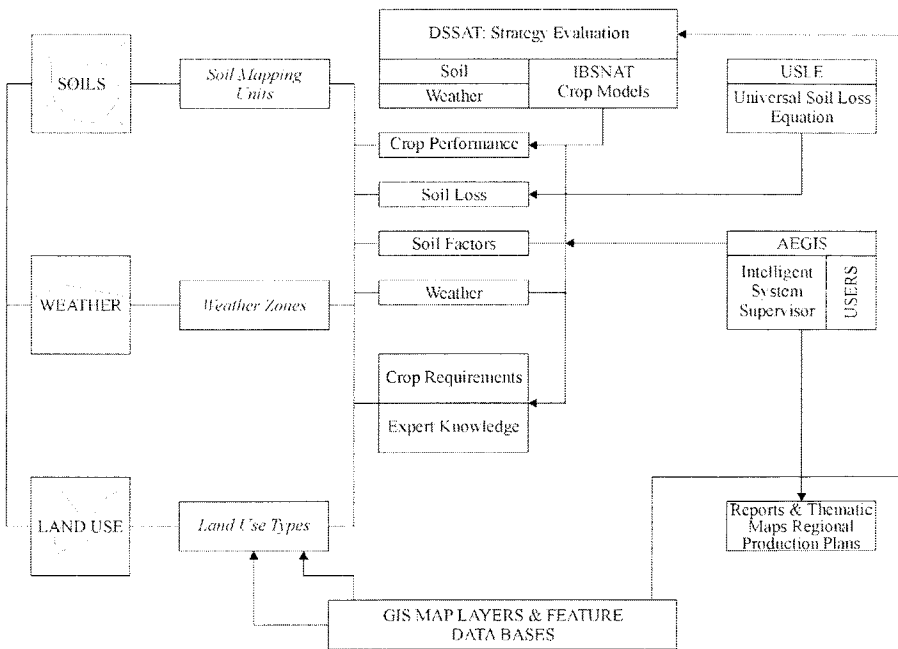 DSSAT: Strategy Evaluation
Soil
Weather
IBSNAT
Crop Models
USLE
Universal Soil Loss
Equation
SOILS
Soil Mapping
Units
Crop Performance
Soil Loss
Soil Factors
Weather
AEGIS
Intelligent
System
Supervisor
USERS
WEATHER
Weather Zones
Crop Requirements
Expert Knowledge
LAND USE
Land Use Types
Reports & Thematic
Maps Regional
Production Plans
GIS MAP LAYERS & FEATURE
DATA BASES